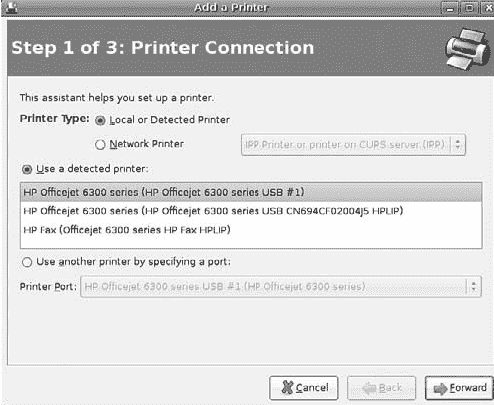 Add a Printer
Step 1 of 3: Printer Connection
This assistant helps you set up a printer.
Printer Type: Local or Detected Printer
Network Printer IPP Printer or printer on CUPS server (IPP)
Use a detected printer:
HP Officejet 6300 series (HP Officejet 6300 series USB #1)
HP Officejet 6300 series (HP Officejet 6300 series USB CN694CF02004J5 HPLIP)
HP Fax (Officejet 6300 series HP Fax HPLIP)
Use another printer by specifying a port:
Printer Port: HP Officejet 6300 series USB #1 (HP Officejet 6300 series)
Cancel Back Forward